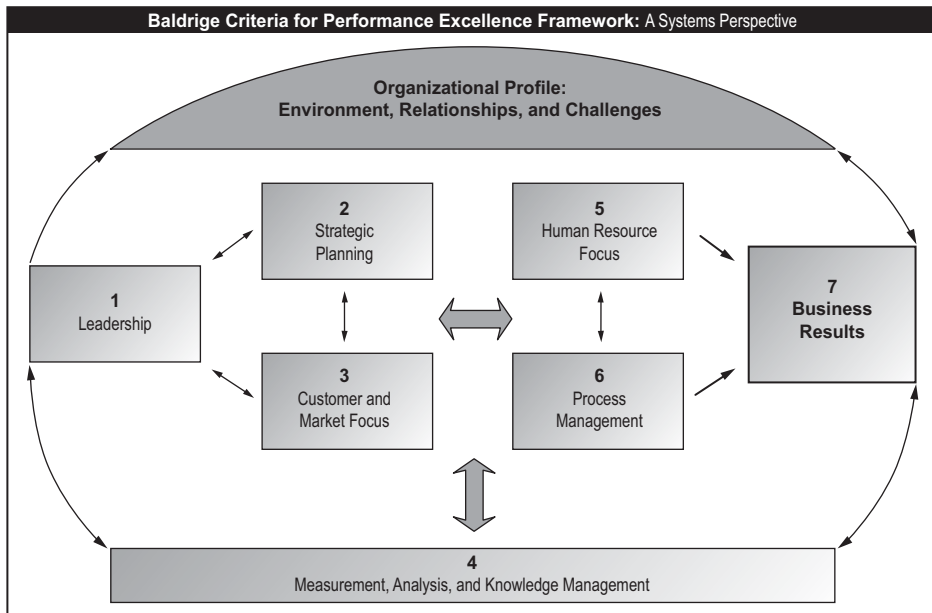 Baldrige Criteria for Performance Excellence Framework: A Systems Perspective
Organizational Profile:
Environment, Relationships, and Challenges
1
Leadership
2
Strategic
Planning
3
Customer and
Market Focus
5
Human Resource
Focus
6
Process
Management
7
Business
Results
4
Measurement, Analysis, and Knowledge Management